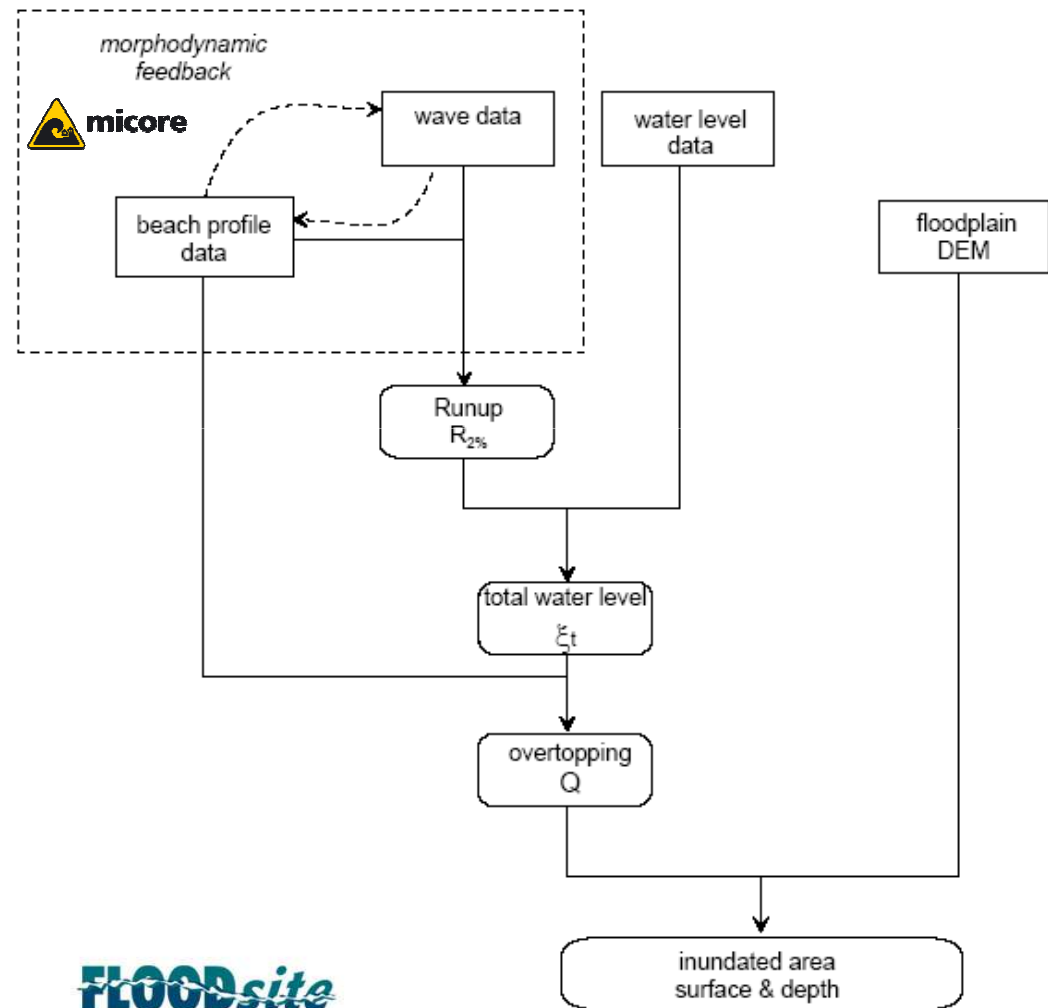 morphodynamic
feedback
micore
wave data
water level
data
beach profile
data
floodplain
DEM
Runup
R2%
total water level
ξt
overtopping
Q
inundated area
surface & depth
FLOODsite